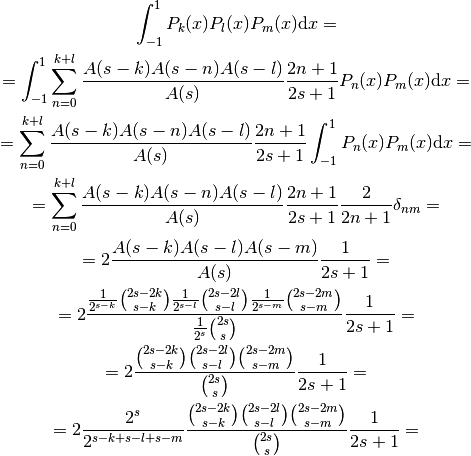 \int_{-1}^{1} P_k(x)P_l(x)P_m(x)\mathrm{d}x =
= \int_{-1}^{1} \sum_{n=0}^{k+l} \frac{A(s-k)A(s-n)A(s-l)}{A(s)} \frac{2n+1}{2s+1} P_n(x)P_m(x)\mathrm{d}x =
= \sum_{n=0}^{k+l} \frac{A(s-k)A(s-n)A(s-l)}{A(s)} \frac{2n+1}{2s+1} \int_{-1}^{1} P_n(x)P_m(x)\mathrm{d}x =
= \sum_{n=0}^{k+l} \frac{A(s-k)A(s-n)A(s-l)}{A(s)} \frac{2n+1}{2s+1} \frac{2}{2n+1} \delta_{nm} =
= 2\frac{A(s-k)A(s-l)A(s-m)}{A(s)} \frac{1}{2s+1} =
= 2\frac{\frac{1}{2^{s-k}}\binom{2s-2k}{s-k}\frac{1}{2^{s-l}}\binom{2s-2l}{s-l}\frac{1}{2^{s-m}}\binom{2s-2m}{s-m}}{\frac{1}{2^s}\binom{2s}{s}} \frac{1}{2s+1} =
= 2\frac{\binom{2s-2k}{s-k}\binom{2s-2l}{s-l}\binom{2s-2m}{s-m}}{\binom{2s}{s}} \frac{1}{2s+1} =
= 2\frac{2^s}{2^{s-k+s-l+s-m}} \frac{\binom{2s-2k}{s-k}\binom{2s-2l}{s-l}\binom{2s-2m}{s-m}}{\binom{2s}{s}} \frac{1}{2s+1} =